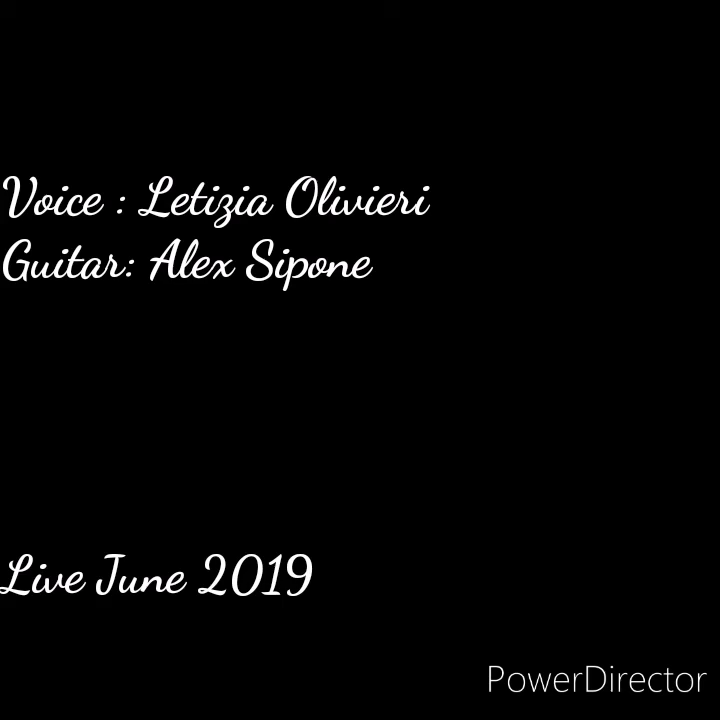 Voice : Letizia Olivieri
Guitar: Alex Sipone
Live June 2019
PowerDirector